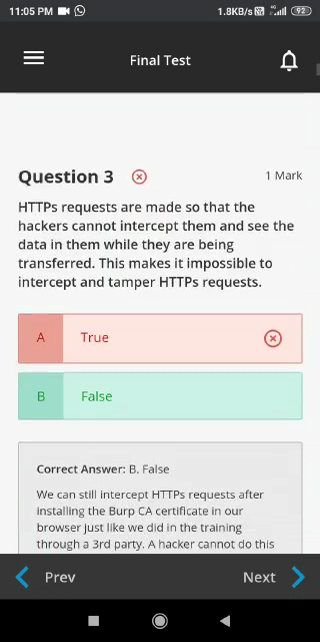 11:05 PM 1.8KB/s 92
Final Test
Question 3 1 Mark
HTTPs requests are made so that the
hackers cannot intercept them and see the
data in them while they are being
transferred. This makes it impossible to
intercept and tamper HTTPs requests.
A True
B False
Correct Answer: B. False
We can still intercept HTTPs requests after
installing the Burp CA certificate in our
browser just like we did in the training
through a 3rd party. A hacker cannot do this
Prev Next